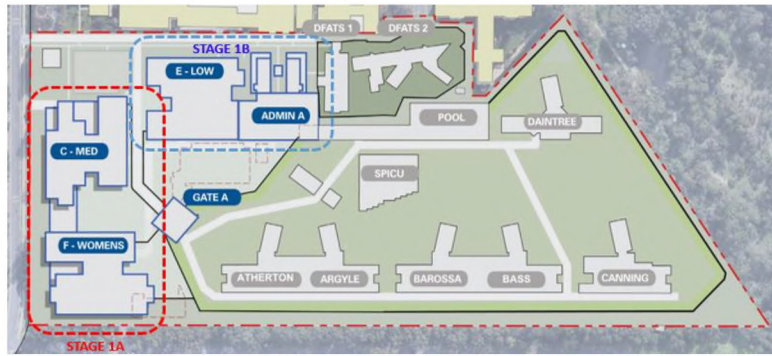 DFATS 1
DFATS 2
STAGE 1B
E - LOW
ADMIN A
POOL
DAINTREE
C - MED
SPICU
GATE A
F - WOMENS
ATHERTON
ARGYLE
BAROSSA
BASS
CANNING
STAGE 1A